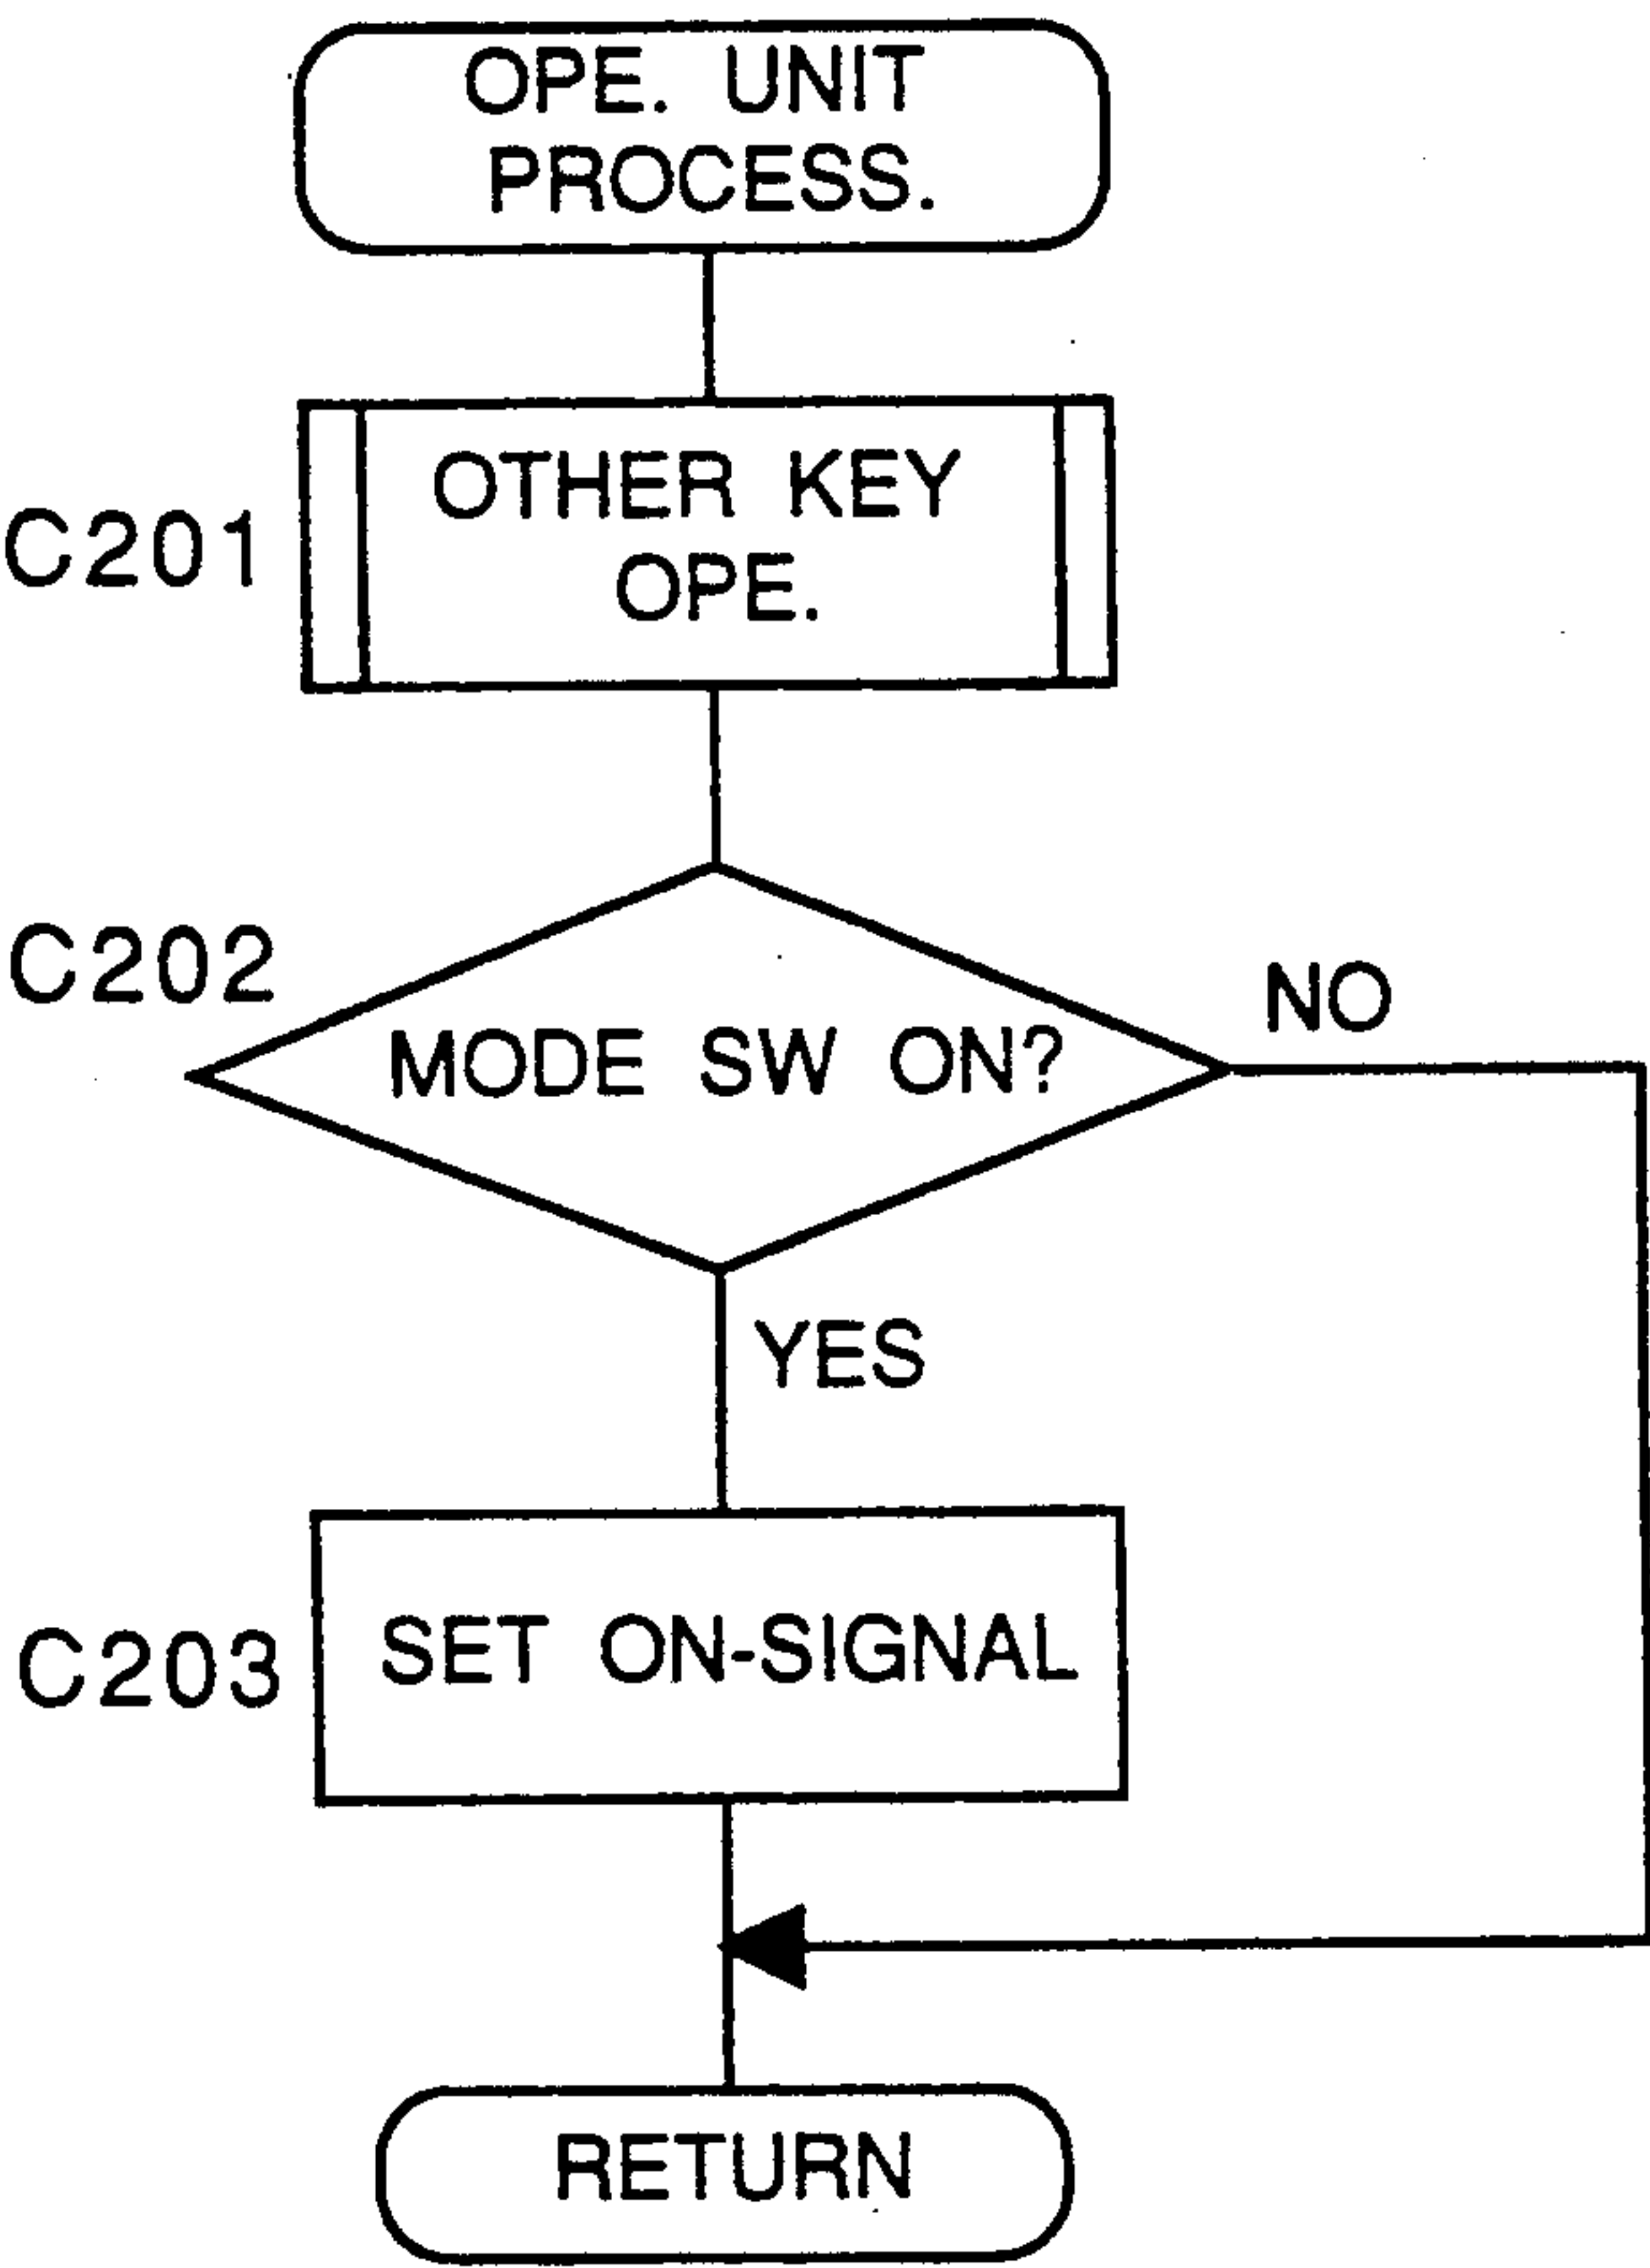 OPE. UNIT
PROCESS.
C201
OTHER KEY
OPE.
C202
MODE SW ON?
NO
YES
C203
SET ON-SIGNAL
RETURN